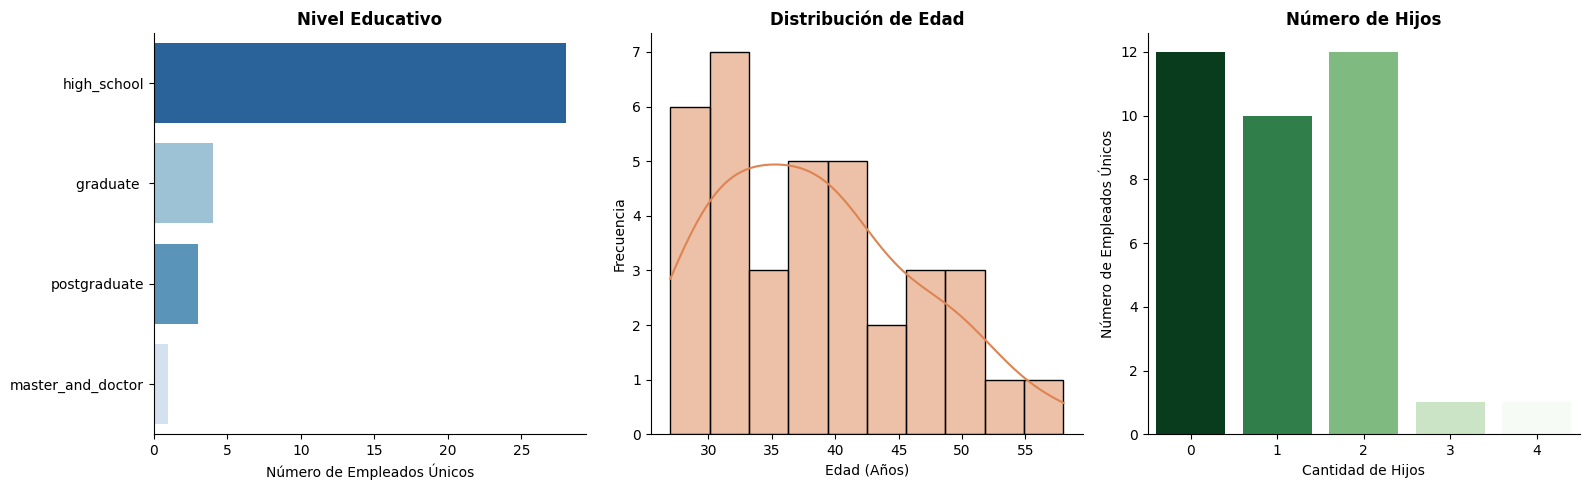 Nivel Educativo
high_school
graduate
postgraduate
master_and_doctor
0 5 10 15 20 25
Número de Empleados Únicos
Distribución de Edad
Frecuencia
7
6
5
4
3
2
1
0
30 35 40 45 50 55
Edad (Años)
Número de Hijos
Número de Empleados Únicos
12
10
8
6
4
2
0
0 1 2 3 4
Cantidad de Hijos